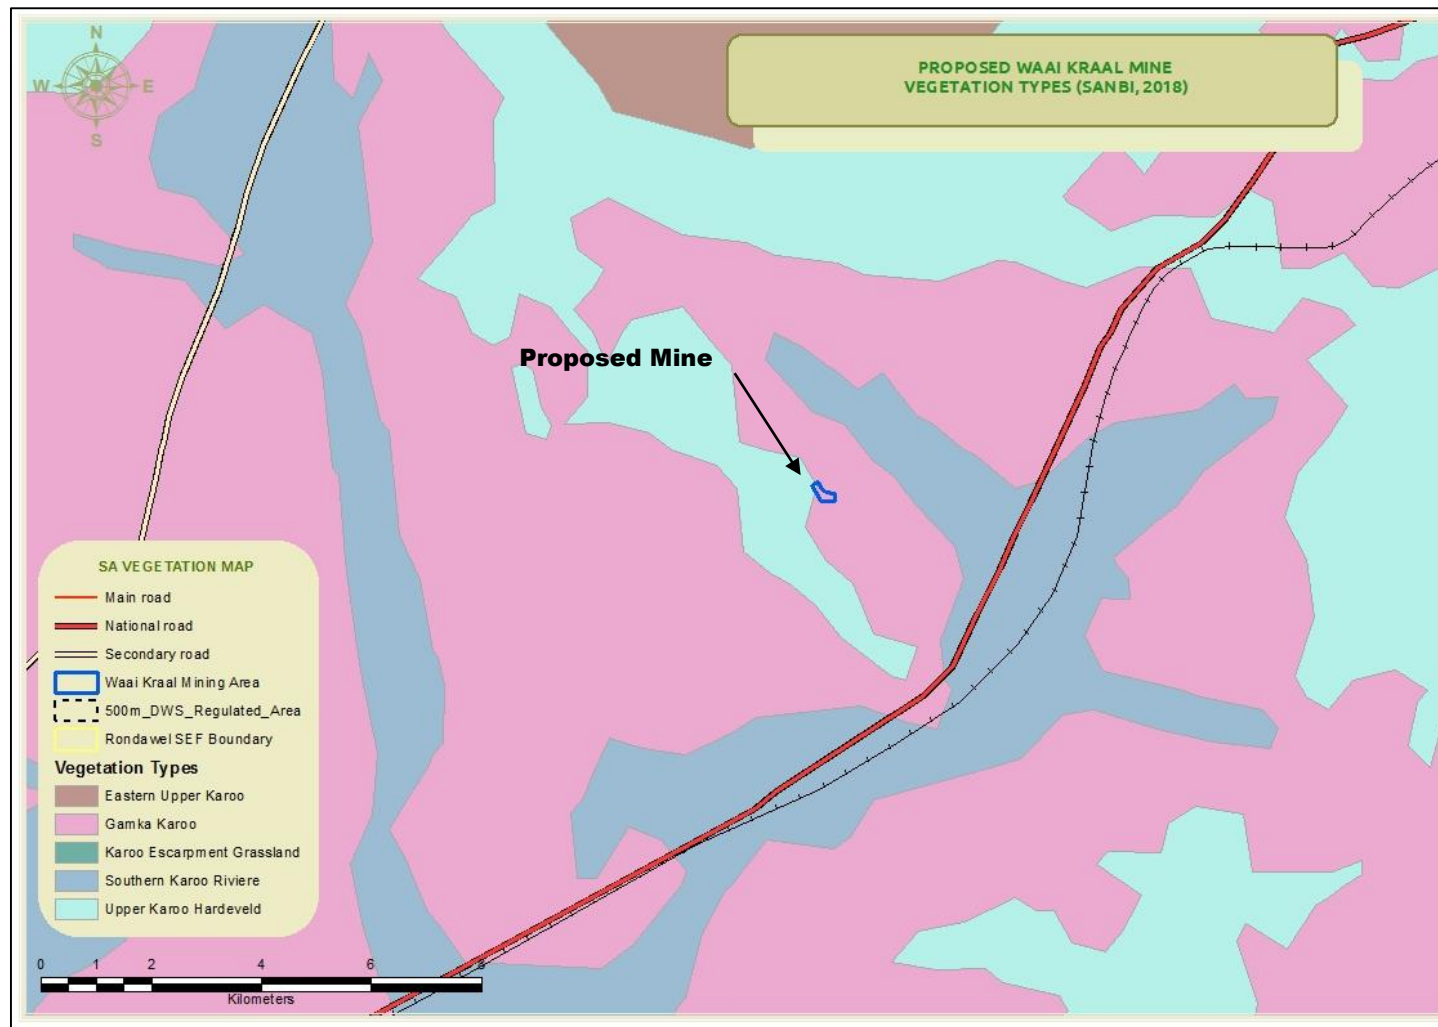 N
W E
S
PROPOSED WAAI KRAAL MINE
VEGETATION TYPES (SANBI, 2018)
Proposed Mine
SA VEGETATION MAP
Main road
National road
Secondary road
Waai Kraal Mining Area
500m_DWS_Regulated_Area
Rondawel SEF Boundary
Vegetation Types
Eastern Upper Karoo
Gamka Karoo
Karoo Escarpment Grassland
Southern Karoo Riviere
Upper Karoo Hardeveld
0 1 2 4 6 8
Kilometers